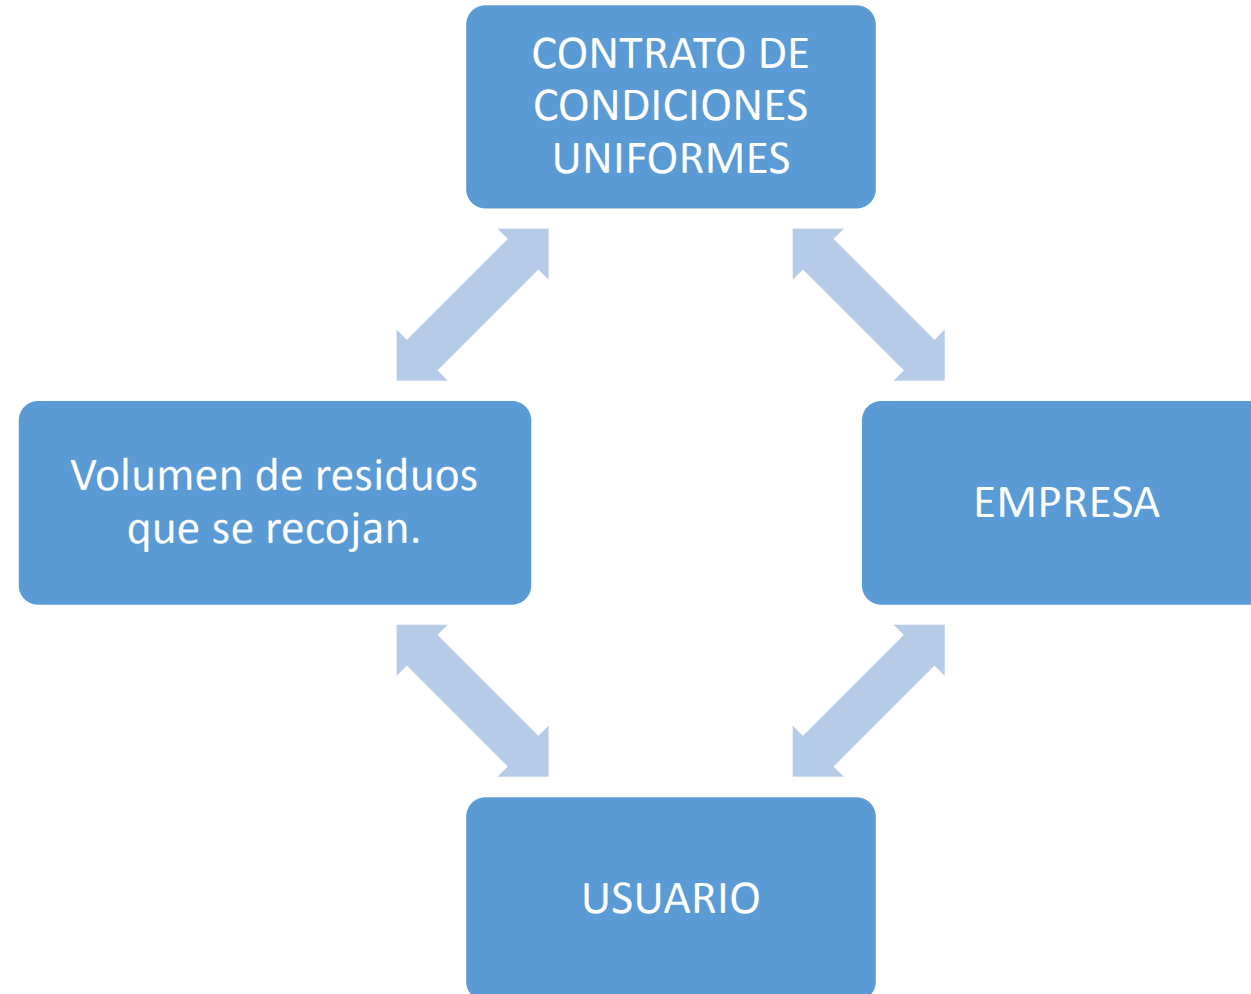 CONTRATO DE
CONDICIONES
UNIFORMES
Volumen de residuos
que se recojan.
EMPRESA
USUARIO